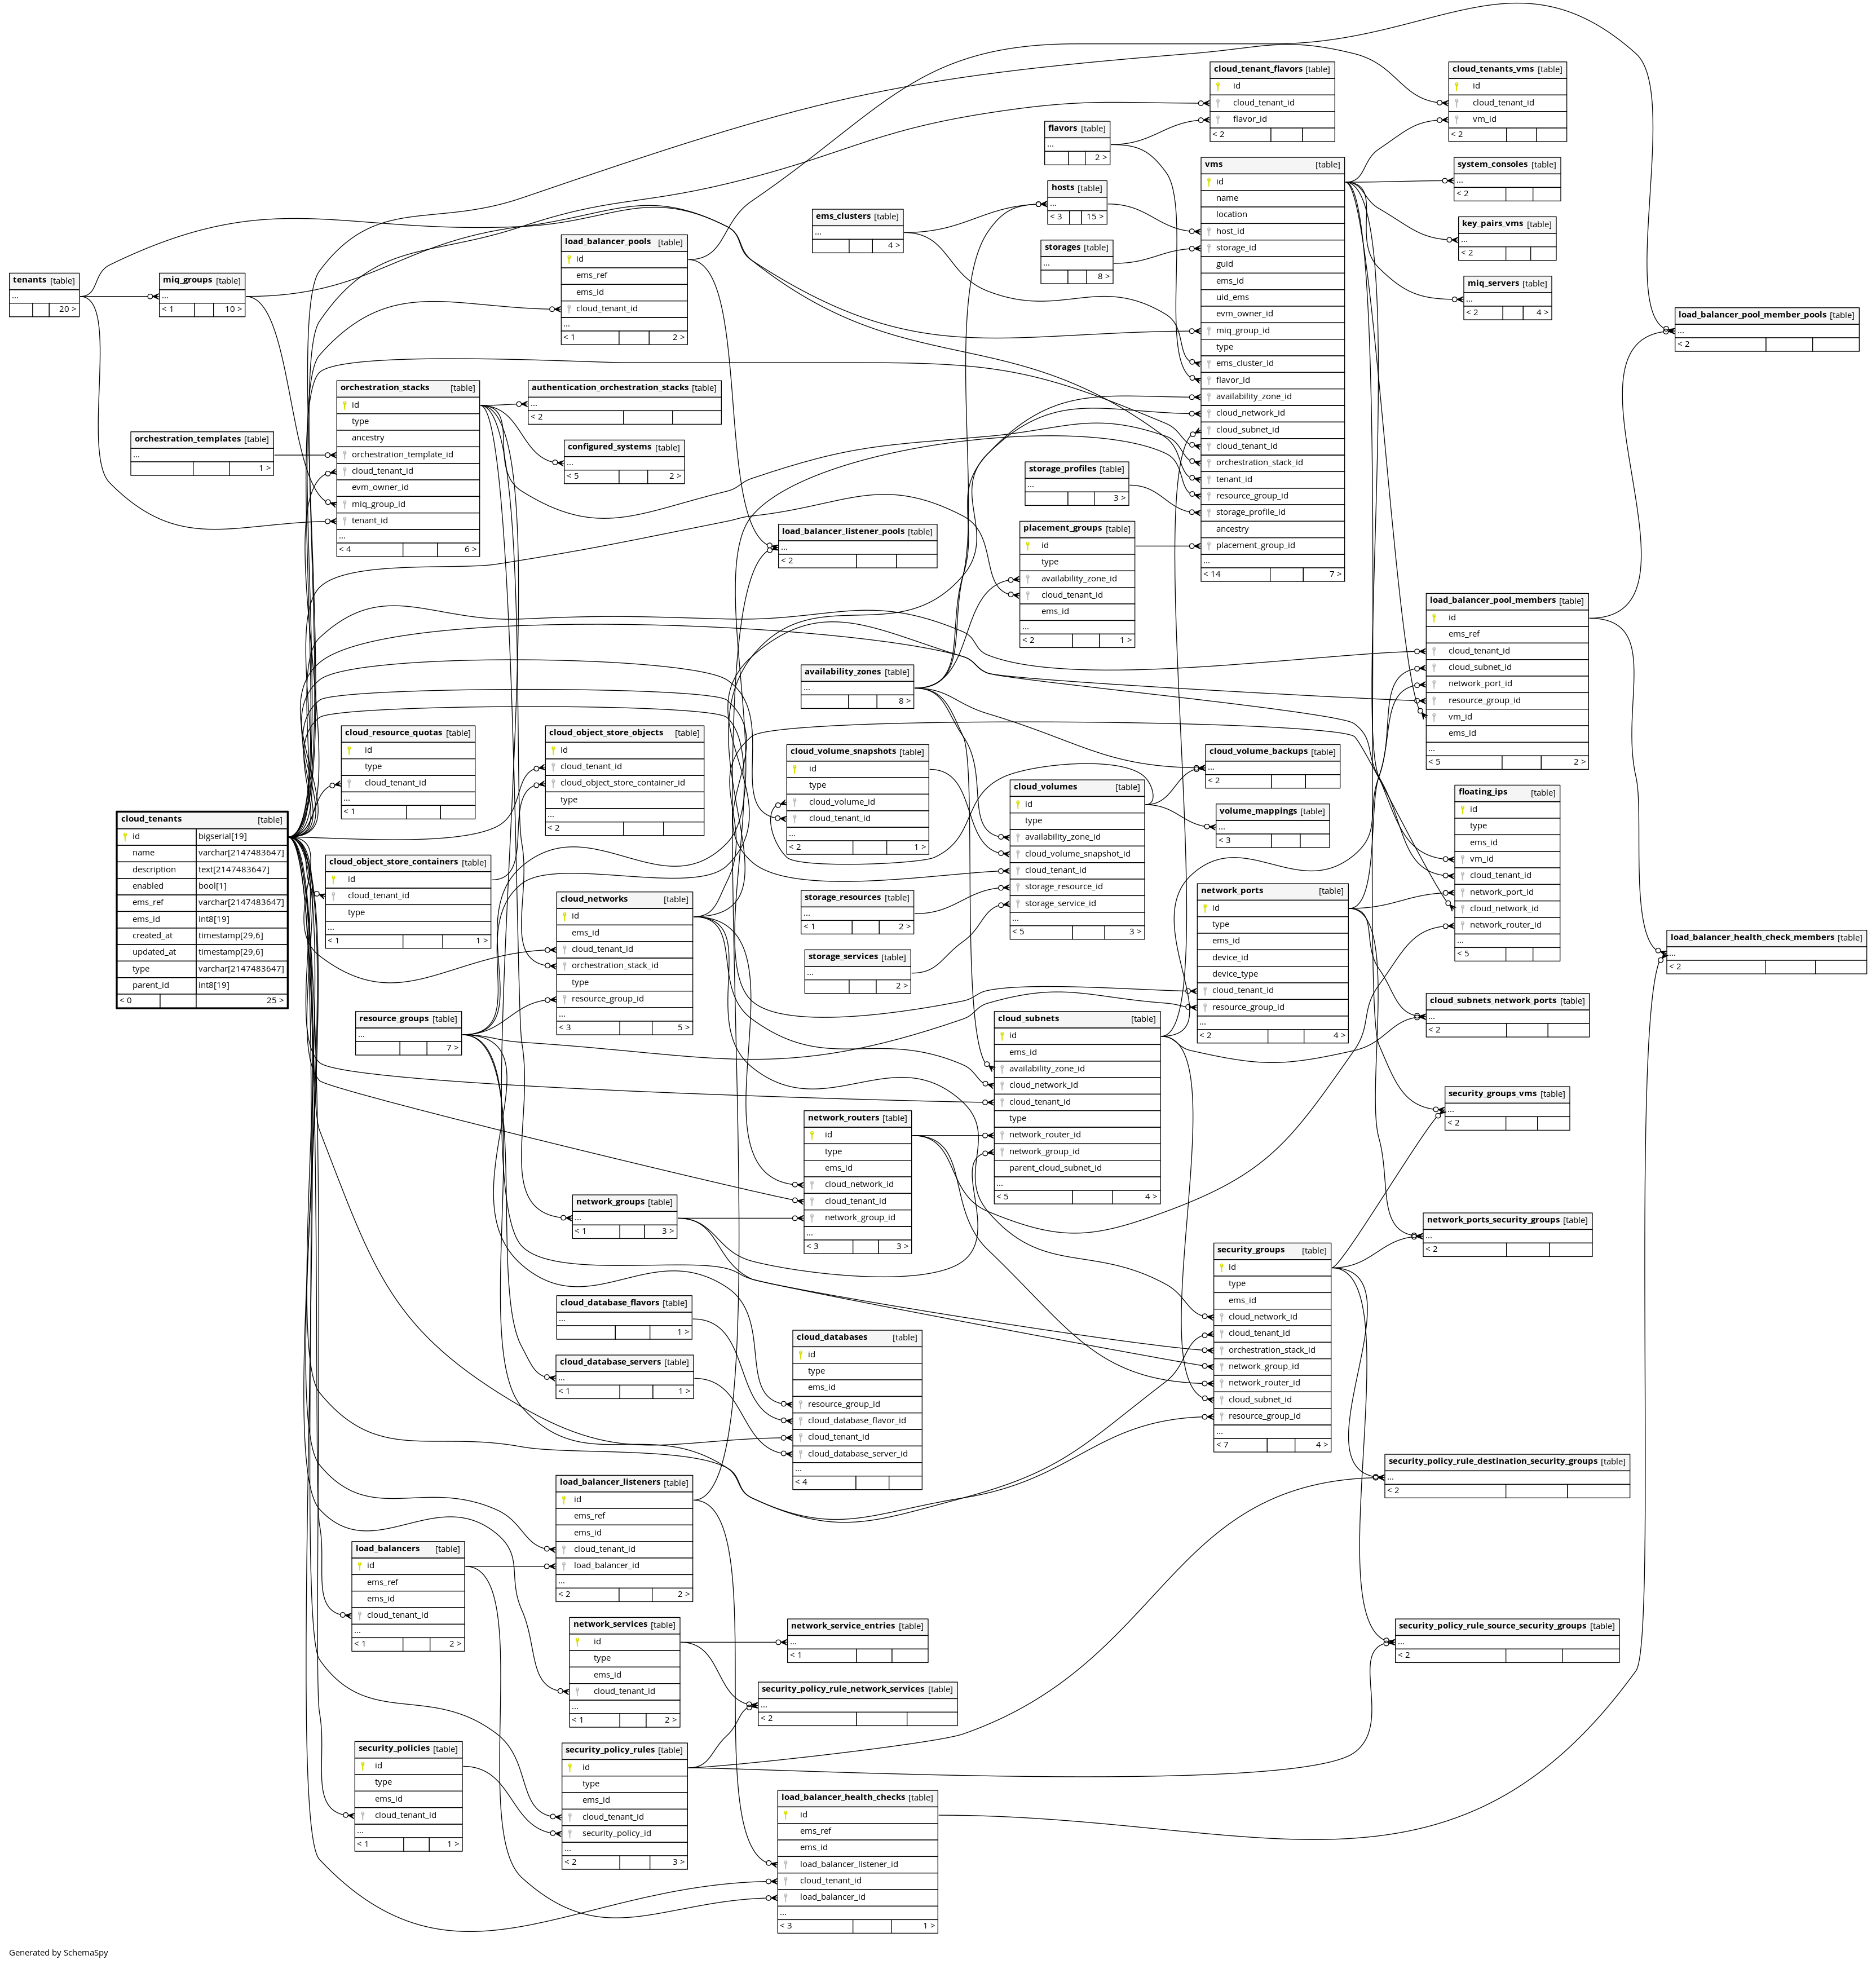 cloud_tenant_flavors [table]
id
cloud_tenant_id
flavor_id
< 2
cloud_tenants_vms [table]
id
cloud_tenant_id
vm_id
< 2
flavors [table]
...
2 >
vms [table]
id
name
location
host_id
storage_id
guid
ems_id
uid_ems
evm_owner_id
miq_group_id
type
ems_cluster_id
flavor_id
availability_zone_id
cloud_network_id
cloud_subnet_id
cloud_tenant_id
orchestration_stack_id
tenant_id
resource_group_id
storage_profile_id
ancestry
placement_group_id
...
< 14 7 >
system_consoles [table]
...
< 2
hosts [table]
...
< 3 15 >
key_pairs_vms [table]
...
< 2
ems_clusters [table]
...
4 >
load_balancer_pools [table]
id
ems_ref
ems_id
cloud_tenant_id
...
< 1 2 >
storages [table]
...
8 >
tenants [table]
...
20 >
miq_groups [table]
...
< 1 10 >
miq_servers [table]
...
< 2 4 >
load_balancer_pool_member_pools [table]
...
< 2
orchestration_stacks [table]
id
type
ancestry
orchestration_template_id
cloud_tenant_id
evm_owner_id
miq_group_id
tenant_id
...
< 4 6 >
authentication_orchestration_stacks [table]
...
< 2
orchestration_templates [table]
...
1 >
configured_systems [table]
...
< 5 2 >
storage_profiles [table]
...
3 >
load_balancer_listener_pools [table]
...
< 2
placement_groups [table]
id
type
availability_zone_id
cloud_tenant_id
ems_id
...
< 2 1 >
load_balancer_pool_members [table]
id
ems_ref
cloud_tenant_id
cloud_subnet_id
network_port_id
resource_group_id
vm_id
ems_id
...
< 5 2 >
availability_zones [table]
...
8 >
cloud_resource_quotas [table]
id
type
cloud_tenant_id
...
< 1
cloud_object_store_objects [table]
id
cloud_tenant_id
cloud_object_store_container_id
type
...
< 2
cloud_volume_snapshots [table]
id
type
cloud_volume_id
cloud_tenant_id
...
< 2 1 >
cloud_volume_backups [table]
...
< 2
cloud_volumes [table]
id
type
availability_zone_id
cloud_volume_snapshot_id
cloud_tenant_id
storage_resource_id
storage_service_id
...
< 5 3 >
floating_ips [table]
id
type
ems_id
vm_id
cloud_tenant_id
network_port_id
cloud_network_id
network_router_id
...
< 5
volume_mappings [table]
...
< 3
cloud_tenants [table]
id bigserial[19]
name varchar[2147483647]
description text[2147483647]
enabled bool[1]
ems_ref varchar[2147483647]
ems_id int8[19]
created_at timestamp[29,6]
updated_at timestamp[29,6]
type varchar[2147483647]
parent_id int8[19]
< 0 25 >
cloud_object_store_containers [table]
id
cloud_tenant_id
type
...
< 1 1 >
cloud_networks [table]
id
ems_id
cloud_tenant_id
orchestration_stack_id
type
resource_group_id
...
< 3 5 >
storage_resources [table]
...
< 1 2 >
network_ports [table]
id
type
ems_id
device_id
device_type
cloud_tenant_id
resource_group_id
...
< 2 4 >
load_balancer_health_check_members [table]
...
< 2
storage_services [table]
...
2 >
cloud_subnets_network_ports [table]
...
< 2
resource_groups [table]
...
7 >
cloud_subnets [table]
id
ems_id
availability_zone_id
cloud_network_id
cloud_tenant_id
type
network_router_id
network_group_id
parent_cloud_subnet_id
...
< 5 4 >
security_groups_vms [table]
...
< 2
network_routers [table]
id
type
ems_id
cloud_network_id
cloud_tenant_id
network_group_id
...
< 3 3 >
network_groups [table]
...
< 1 3 >
network_ports_security_groups [table]
...
< 2
security_groups [table]
id
type
ems_id
cloud_network_id
cloud_tenant_id
orchestration_stack_id
network_group_id
network_router_id
cloud_subnet_id
resource_group_id
...
< 7 4 >
cloud_database_flavors [table]
...
1 >
cloud_databases [table]
id
type
ems_id
resource_group_id
cloud_database_flavor_id
cloud_tenant_id
cloud_database_server_id
...
< 4
cloud_database_servers [table]
...
< 1 1 >
security_policy_rule_destination_security_groups [table]
...
< 2
load_balancer_listeners [table]
id
ems_ref
ems_id
cloud_tenant_id
load_balancer_id
...
< 2 2 >
load_balancers [table]
id
ems_ref
ems_id
cloud_tenant_id
...
< 1 2 >
network_services [table]
id
type
ems_id
cloud_tenant_id
...
< 1 2 >
network_service_entries [table]
...
< 1
security_policy_rule_source_security_groups [table]
...
< 2
security_policy_rule_network_services [table]
...
< 2
security_policies [table]
id
type
ems_id
cloud_tenant_id
...
< 1 1 >
security_policy_rules [table]
id
type
ems_id
cloud_tenant_id
security_policy_id
...
< 2 3 >
load_balancer_health_checks [table]
id
ems_ref
ems_id
load_balancer_listener_id
cloud_tenant_id
load_balancer_id
...
< 3 1 >
Generated by SchemaSpy